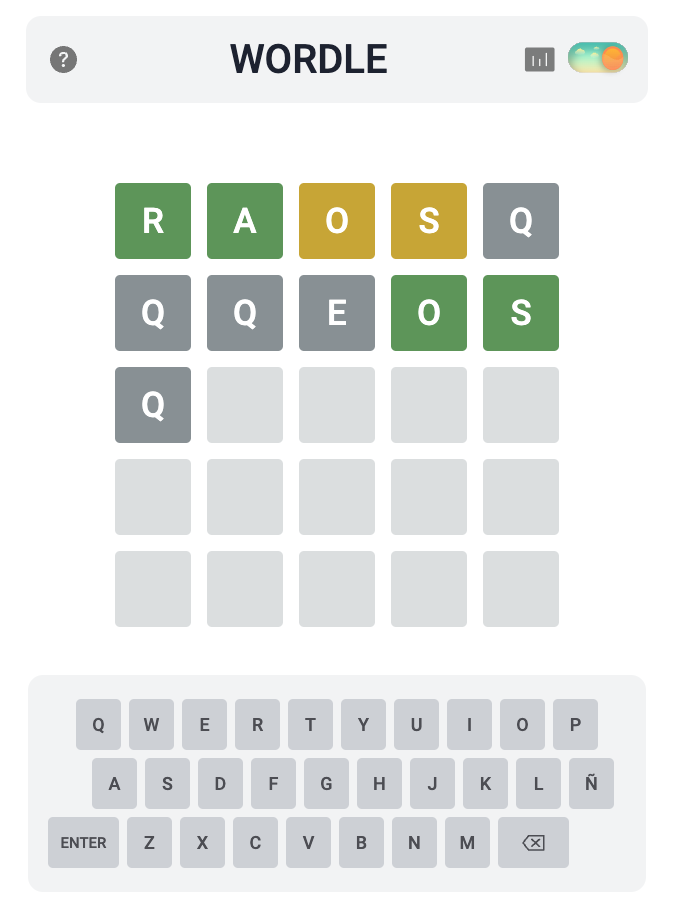 ?
WORDLE
R A O S Q
Q Q E O S
Q
Q W E R T Y U I O P
A S D F G H J K L Ñ
ENTER Z X C V B N M